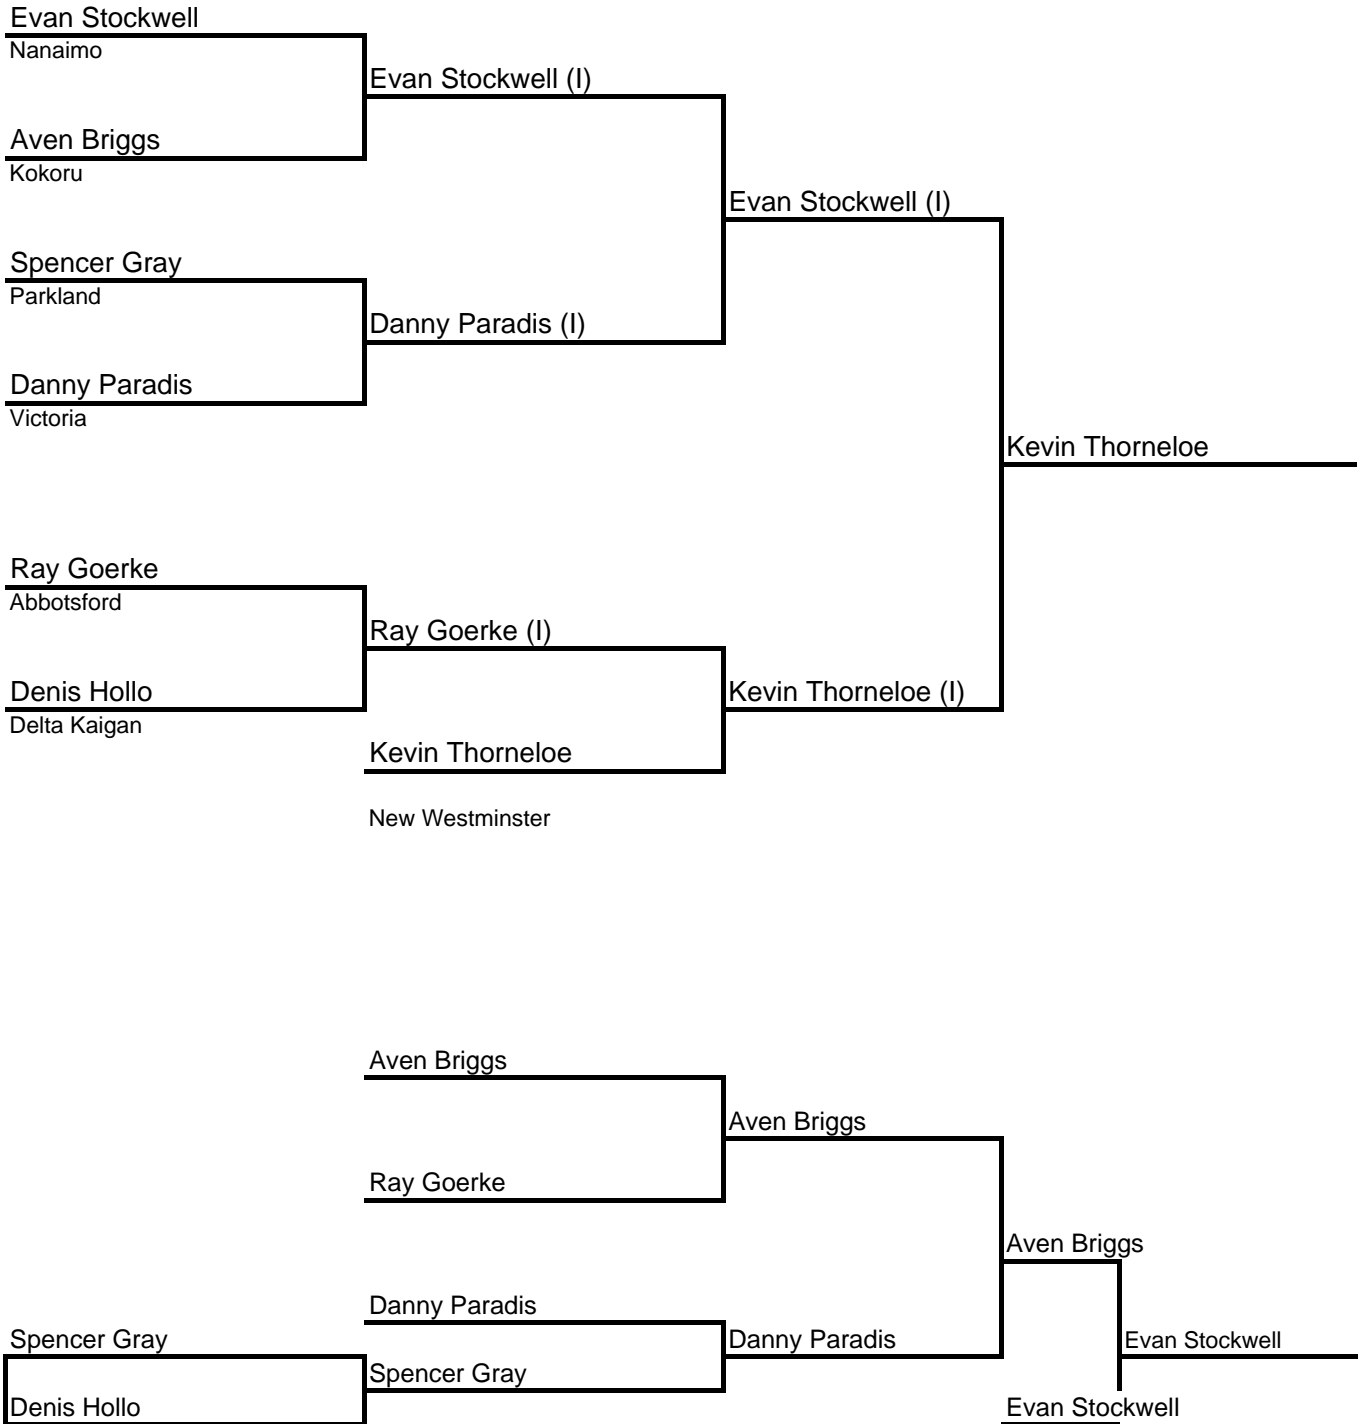 Evan Stockwell
Nanaimo
Evan Stockwell (I)
Aven Briggs
Kokoru
Evan Stockwell (I)
Spencer Gray
Parkland
Danny Paradis (I)
Danny Paradis
Victoria
Kevin Thorneloe
Ray Goerke
Abbotsford
Ray Goerke (I)
Denis Hollo
Kevin Thorneloe (I)
Delta Kaigan
Kevin Thorneloe
New Westminster
Aven Briggs
Aven Briggs
Ray Goerke
Aven Briggs
Danny Paradis
Spencer Gray
Danny Paradis
Evan Stockwell
Spencer Gray
Denis Hollo
Evan Stockwell